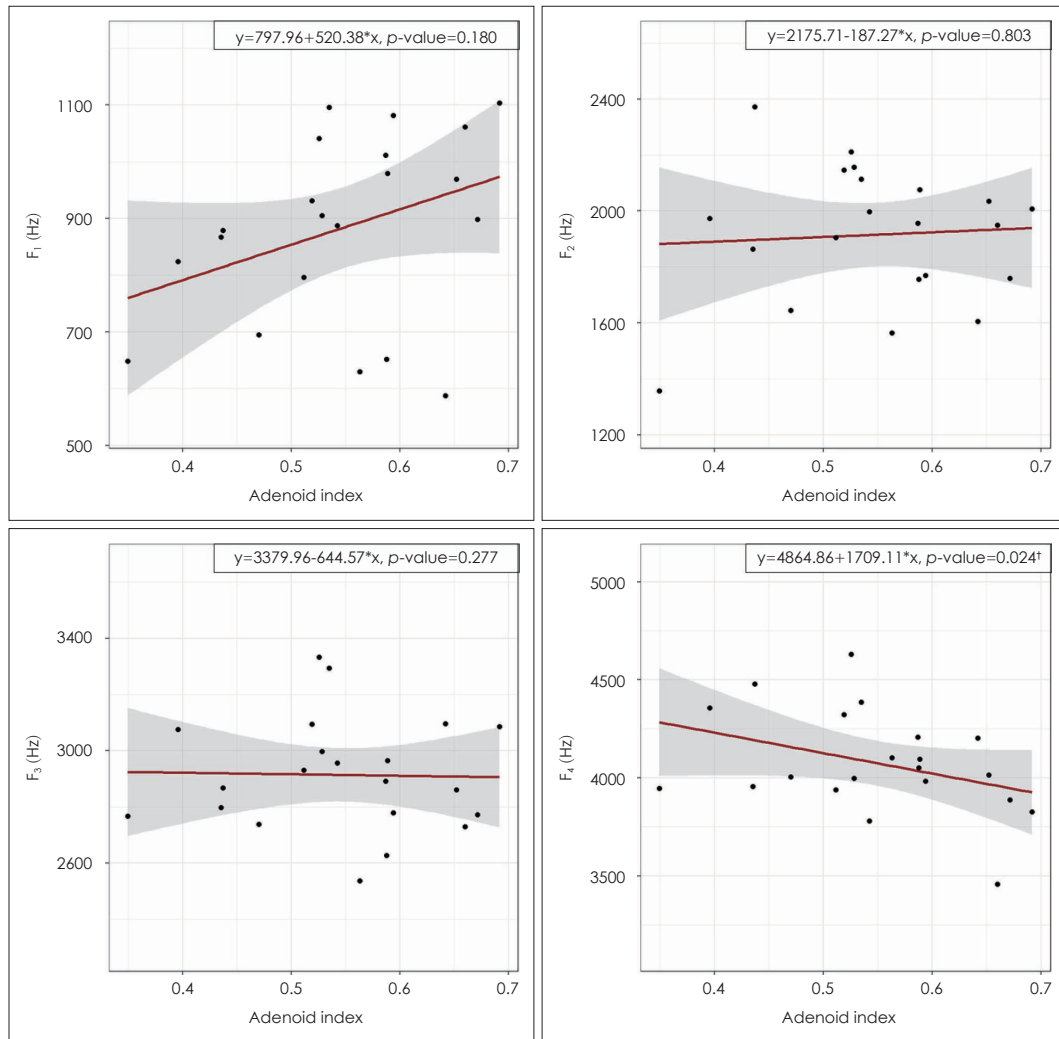 y=797.96+520.38*x, p-value=0.180
1100
900
700
500
F₁ (Hz)
0.4 0.5 0.6 0.7
Adenoid index
y=2175.71-187.27*x, p-value=0.803
2400
2000
1600
1200
F₂ (Hz)
0.4 0.5 0.6 0.7
Adenoid index
y=3379.96-644.57*x, p-value=0.277
3400
3000
2600
F₃ (Hz)
0.4 0.5 0.6 0.7
Adenoid index
y=4864.86+1709.11*x, p-value=0.024†
5000
4500
4000
3500
F₄ (Hz)
0.4 0.5 0.6 0.7
Adenoid index